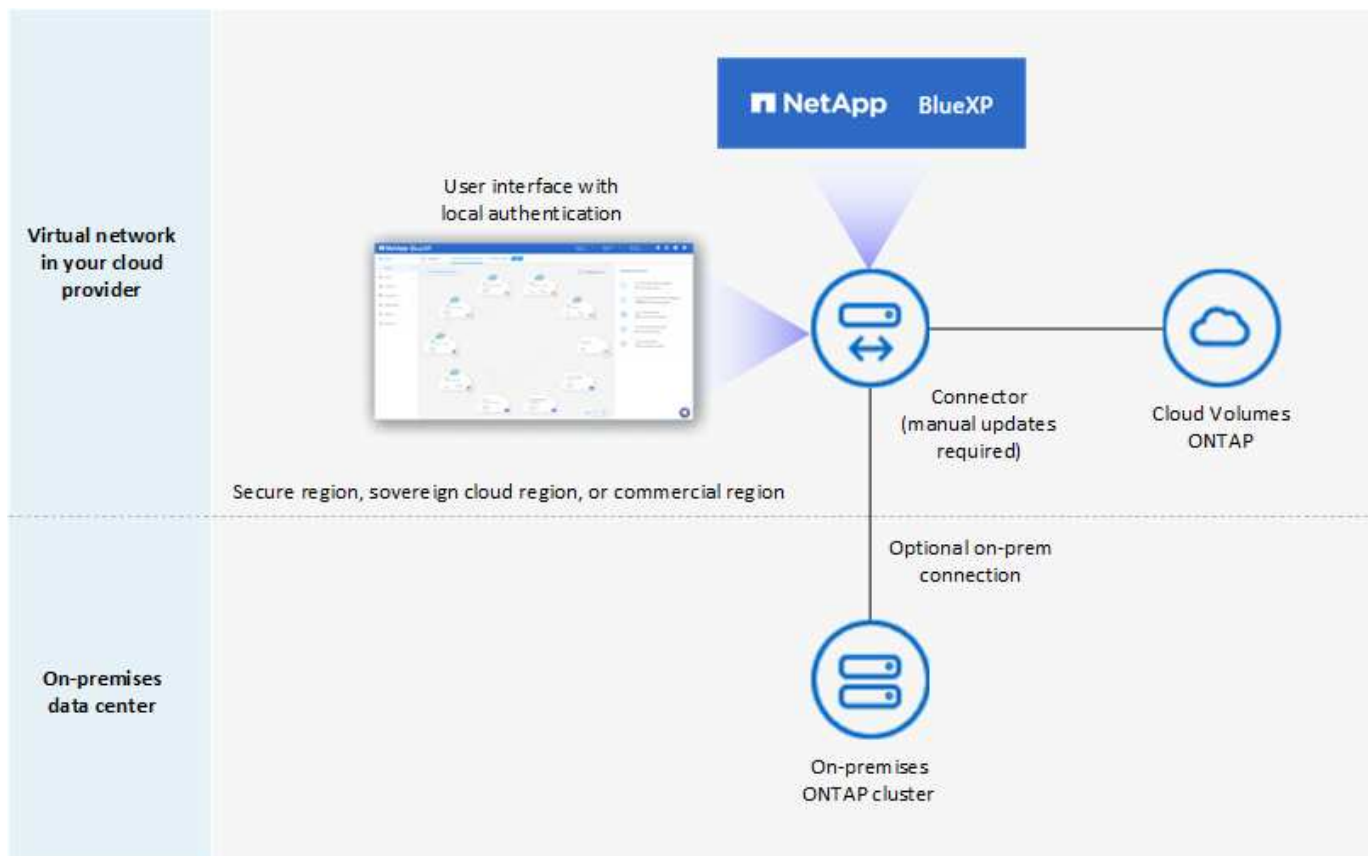 NetApp BlueXP
User interface with
local authentication
Virtual network
in your cloud
provider
Connector
(manual updates
required)
Cloud Volumes
ONTAP
Secure region, sovereign cloud region, or commercial region
Optional on-prem
connection
On-premises
data center
On-premises
ONTAP cluster